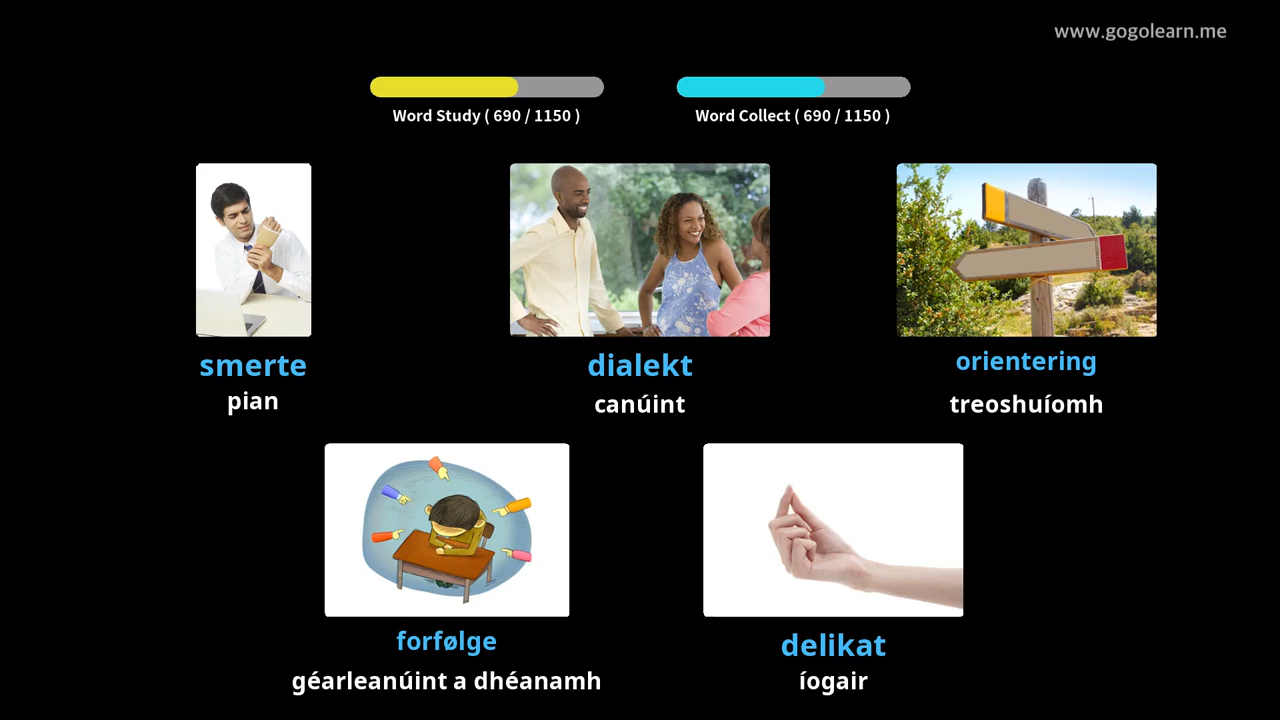 www.gogolearn.me
Word Study ( 690 / 1150 )
Word Collect ( 690 / 1150 )
smerte
pian
dialekt
canúint
orientering
treoshuíomh
forfølge
géarleanúint a dhéanamh
delikat
íogair